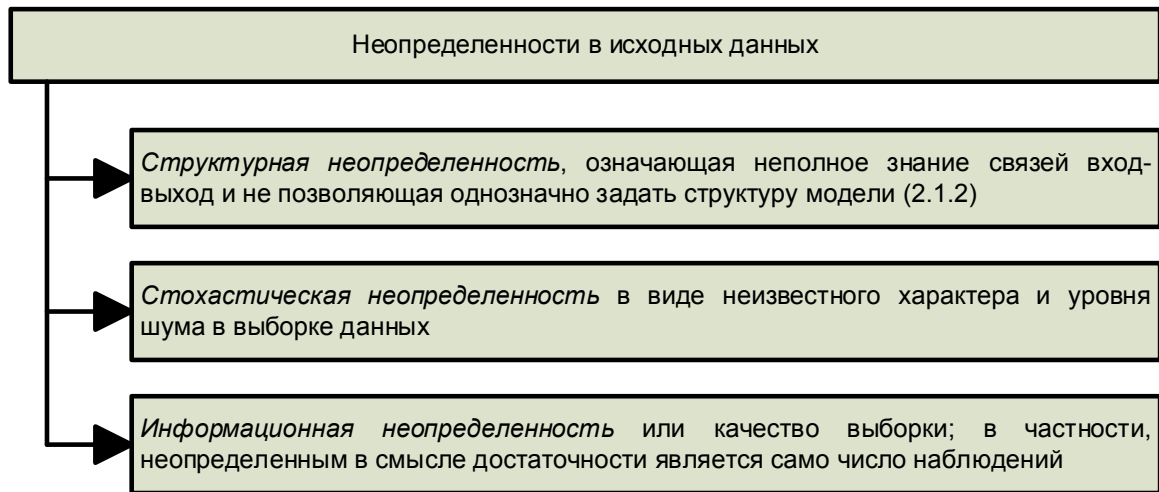 Неопределенности в исходных данных
Структурная неопределенность, означающая неполное знание связей вход-
выход и не позволяющая однозначно задать структуру модели (2.1.2)
Стохастическая неопределенность в виде неизвестного характера и уровня
шума в выборке данных
Информационная неопределенность или качество выборки; в частности,
неопределенным в смысле достаточности является само число наблюдений